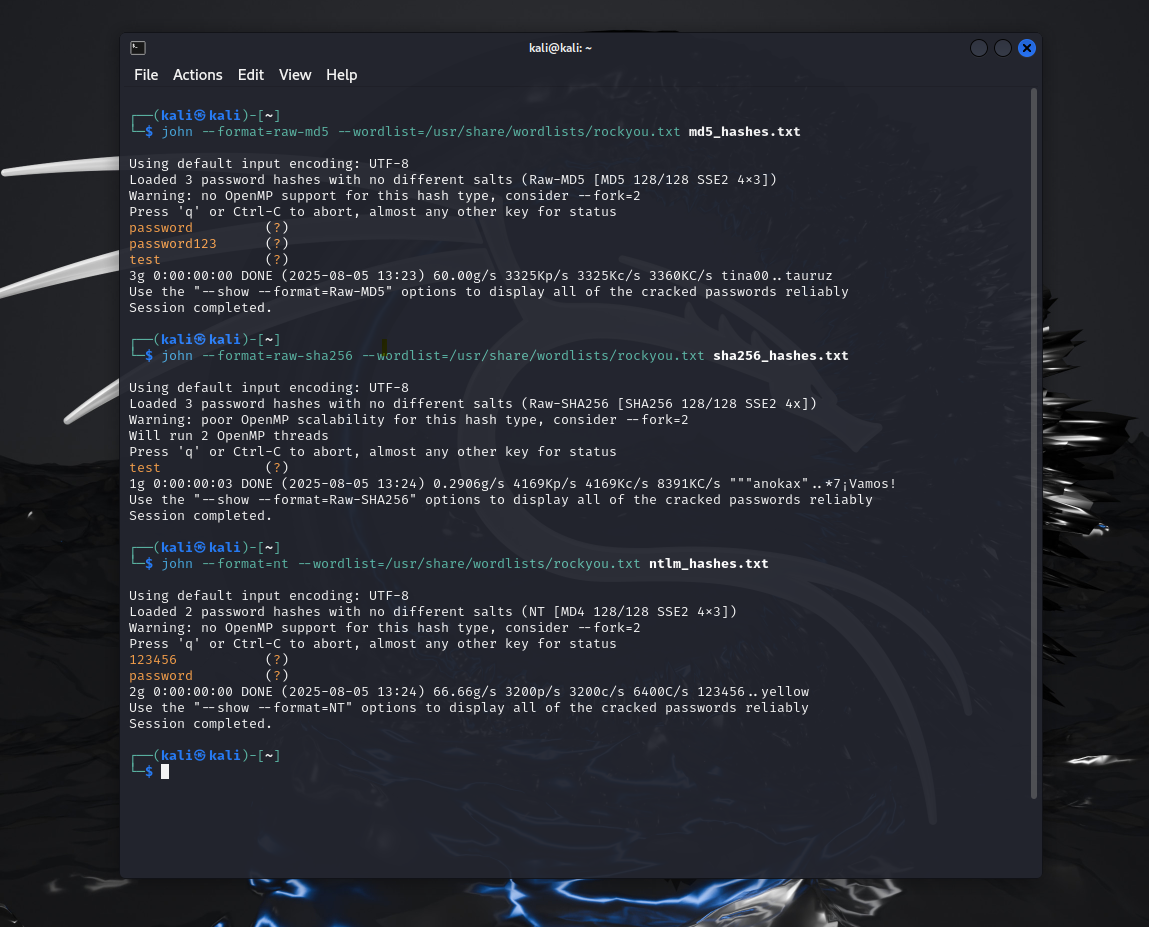 kali@kali: ~
File Actions Edit View Help
┌──(kali㉿kali)-[~]
└─$ john --format=raw-md5 --wordlist=/usr/share/wordlists/rockyou.txt md5_hashes.txt
Using default input encoding: UTF-8
Loaded 3 password hashes with no different salts (Raw-MD5 [MD5 128/128 SSE2 4x3])
Warning: no OpenMP support for this hash type, consider --fork=2
Press 'q' or Ctrl-C to abort, almost any other key for status
password         (?)
password123      (?)
test             (?)
3g 0:00:00:00 DONE (2025-08-05 13:23) 60.00g/s 3325Kp/s 3325Kc/s 3360KC/s tina00..tauruz
Use the "--show --format=Raw-MD5" options to display all of the cracked passwords reliably
Session completed.
┌──(kali㉿kali)-[~]
└─$ john --format=raw-sha256 --wordlist=/usr/share/wordlists/rockyou.txt sha256_hashes.txt
Using default input encoding: UTF-8
Loaded 3 password hashes with no different salts (Raw-SHA256 [SHA256 128/128 SSE2 4x])
Warning: poor OpenMP scalability for this hash type, consider --fork=2
Will run 2 OpenMP threads
Press 'q' or Ctrl-C to abort, almost any other key for status
test             (?)
1g 0:00:00:03 DONE (2025-08-05 13:24) 0.2906g/s 4169Kp/s 4169Kc/s 8391KC/s """anokax"..*7¡Vamos!
Use the "--show --format=Raw-SHA256" options to display all of the cracked passwords reliably
Session completed.
┌──(kali㉿kali)-[~]
└─$ john --format=nt --wordlist=/usr/share/wordlists/rockyou.txt ntlm_hashes.txt
Using default input encoding: UTF-8
Loaded 2 password hashes with no different salts (NT [MD4 128/128 SSE2 4x3])
Warning: no OpenMP support for this hash type, consider --fork=2
Press 'q' or Ctrl-C to abort, almost any other key for status
123456           (?)
password         (?)
2g 0:00:00:00 DONE (2025-08-05 13:24) 66.66g/s 3200p/s 3200c/s 6400C/s 123456..yellow
Use the "--show --format=NT" options to display all of the cracked passwords reliably
Session completed.
┌──(kali㉿kali)-[~]
└─$